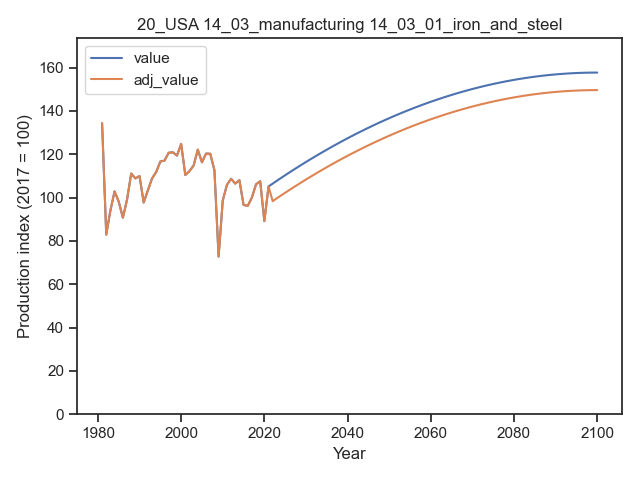 20_USA 14_03_manufacturing 14_03_01_iron_and_steel
value
adj_value
Production index (2017 = 100)
160
140
120
100
80
60
40
20
0
1980 2000 2020 2040 2060 2080 2100
Year